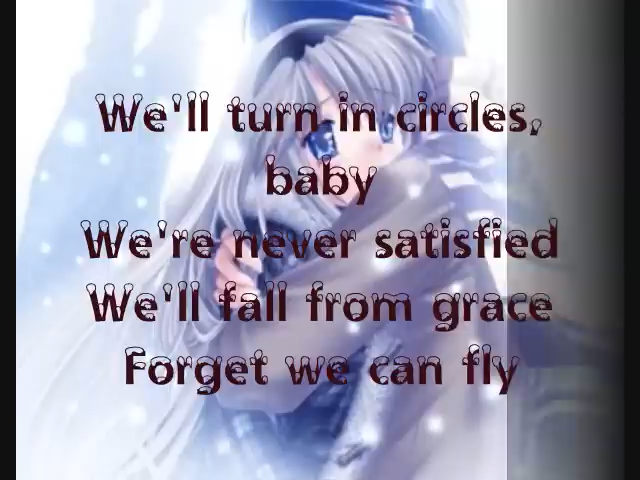 We'll turn in circles,
baby
We're never satisfied
We'll fall from grace
Forget we can fly